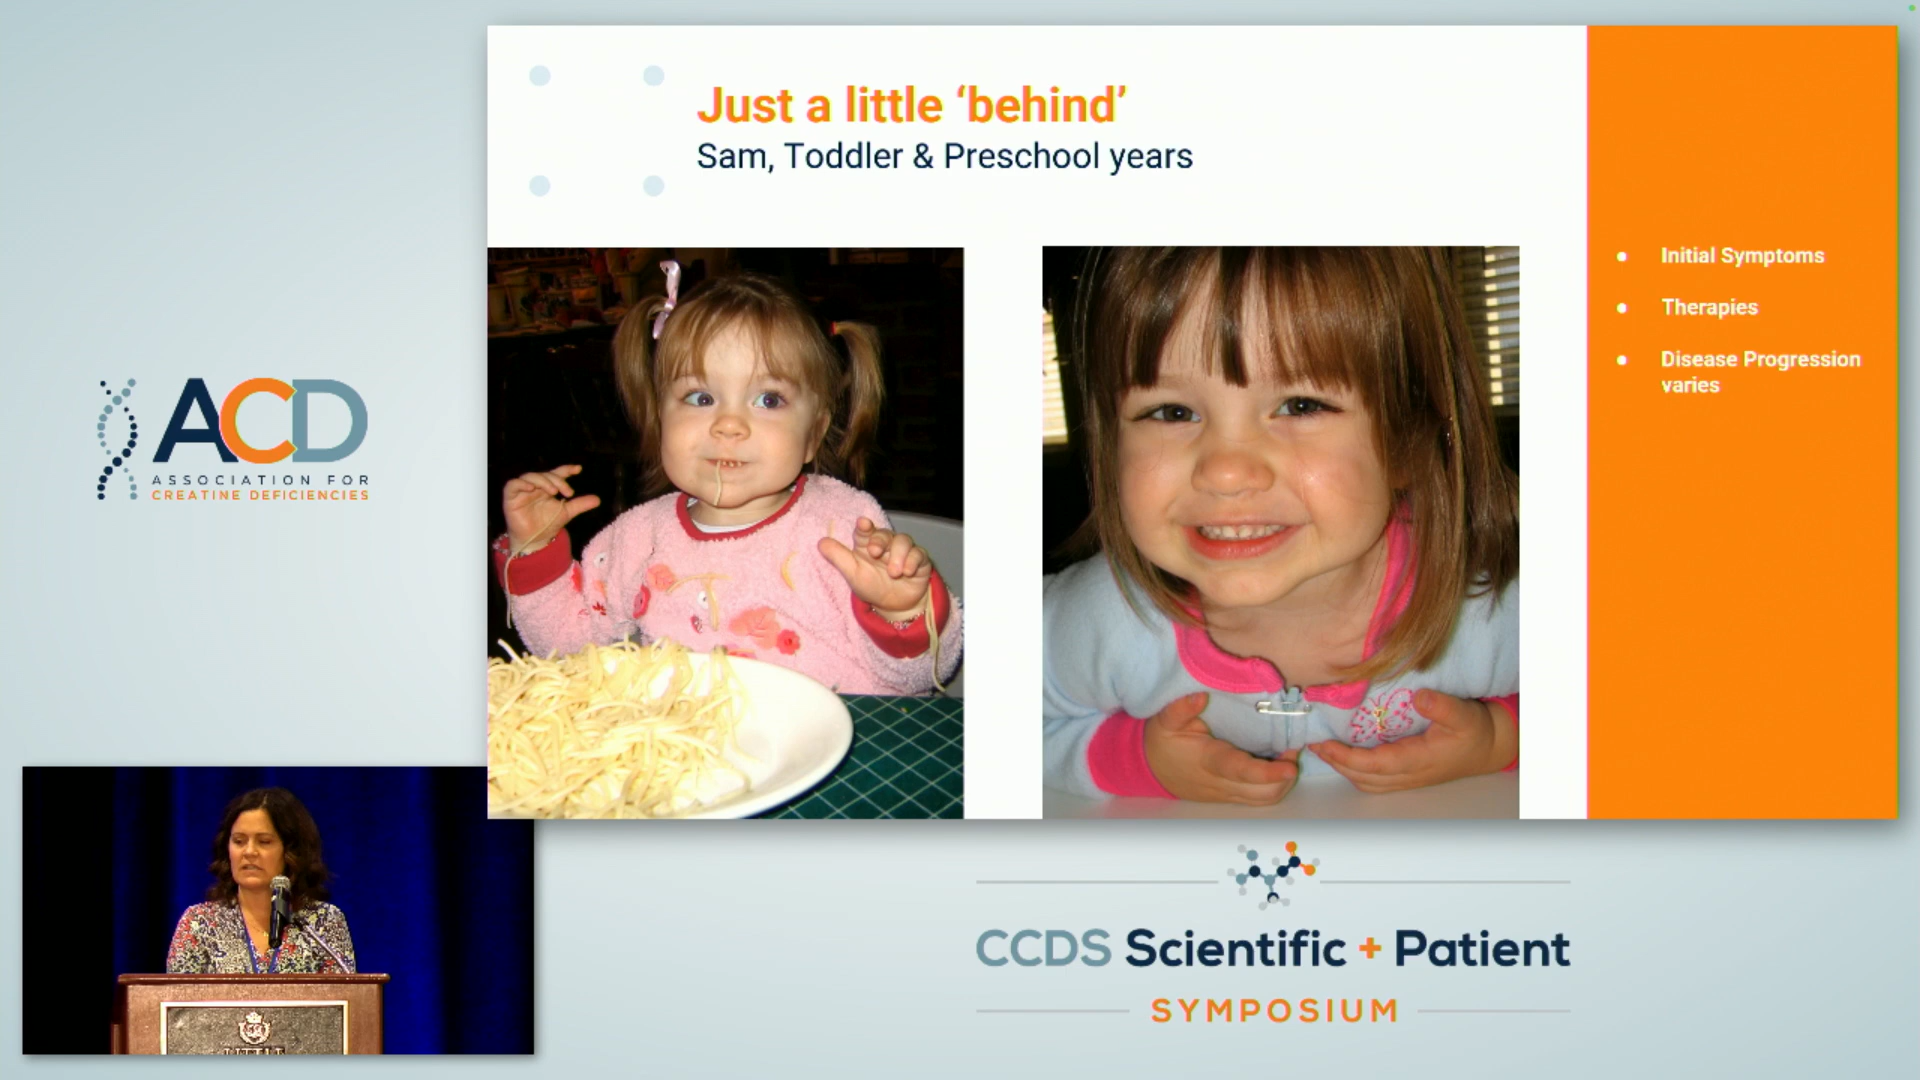 Just a little ‘behind’
Sam, Toddler & Preschool years
• Initial Symptoms
• Therapies
• Disease Progression
varies
ACD
ASSOCIATION FOR
CREATINE DEFICIENCIES
CCDS Scientific + Patient
SYMPOSIUM
LITTLE